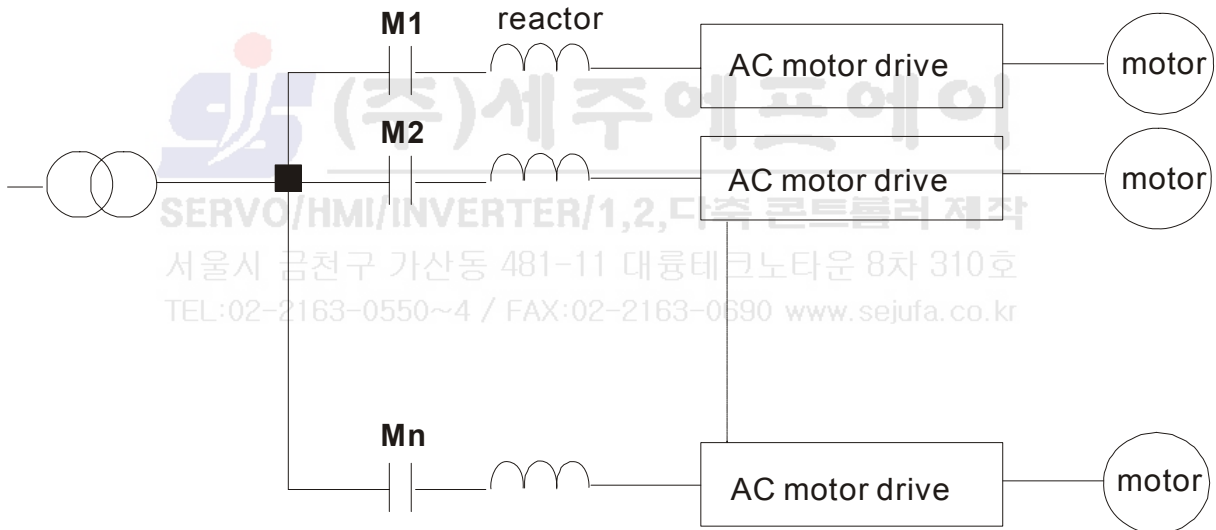 M1 reactor
AC motor drive motor
(주)세주에프에이
M2
AC motor drive motor
SERVO/HMI/INVERTER/1,2,다축 콘트롤러 제작
서울시 금천구 가산동 481-11 대륭테크노타운 8차 310호
TEL:02-2163-0550~4 / FAX:02-2163-0690 www.sejufa.co.kr
Mn
AC motor drive motor